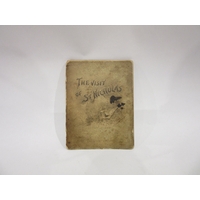 THE VISIT
OF
ST. NICHOLAS